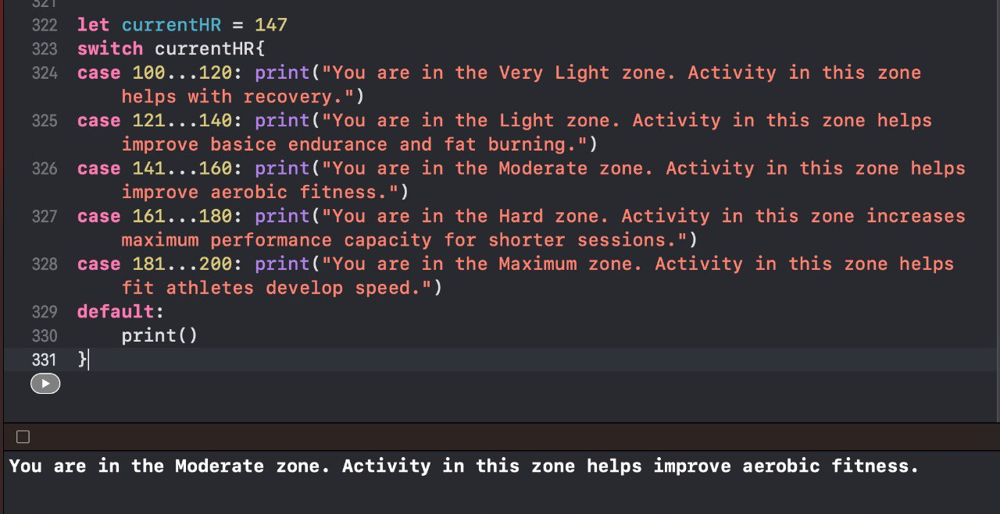 321
322 let currentHR = 147
323 switch currentHR{
324 case 100...120: print("You are in the Very Light zone. Activity in this zone
helps with recovery.")
325 case 121...140: print("You are in the Light zone. Activity in this zone helps
improve basice endurance and fat burning.")
326 case 141...160: print("You are in the Moderate zone. Activity in this zone helps
improve aerobic fitness.")
327 case 161...180: print("You are in the Hard zone. Activity in this zone increases
maximum performance capacity for shorter sessions.")
328 case 181...200: print("You are in the Maximum zone. Activity in this zone helps
fit athletes develop speed.")
329 default:
330 print()
331 }
You are in the Moderate zone. Activity in this zone helps improve aerobic fitness.